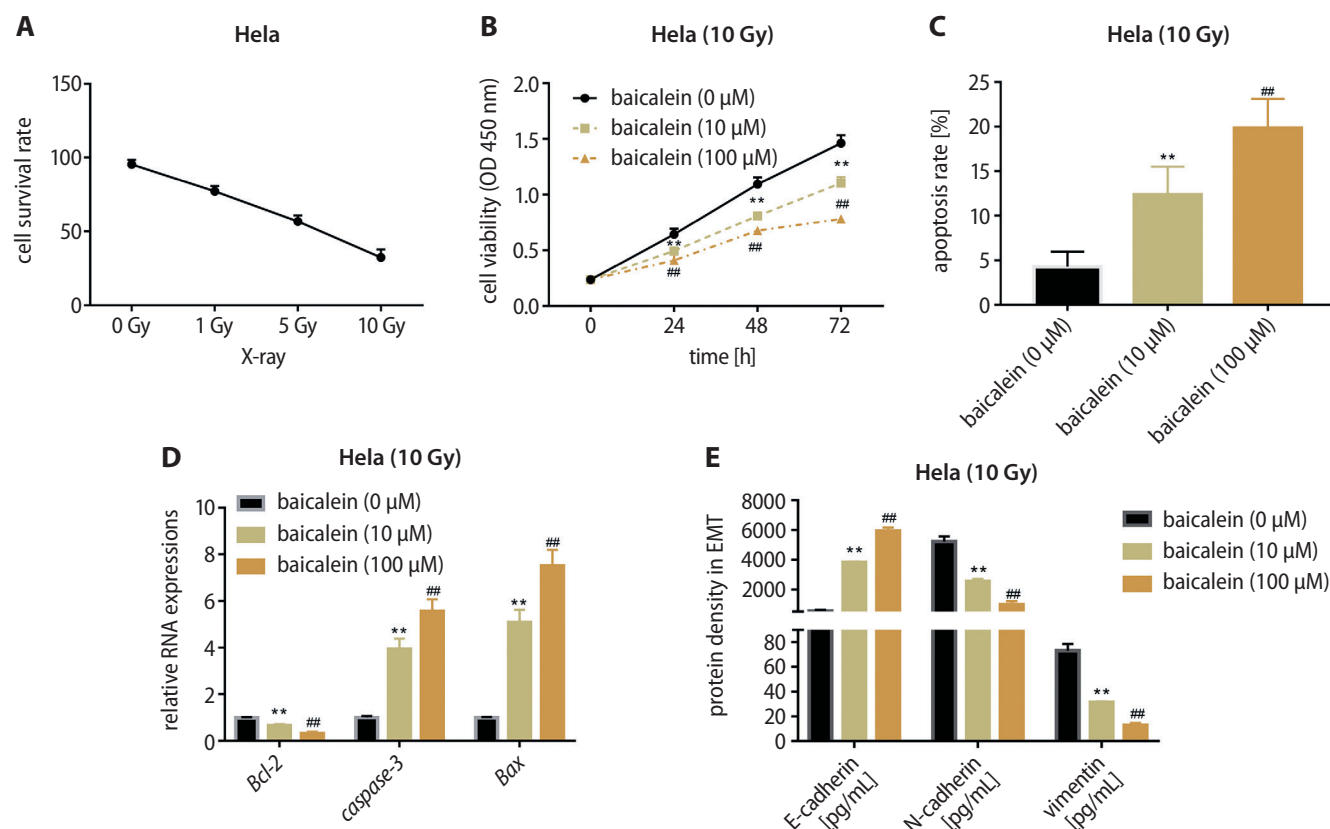 A
Hela
cell survival rate
150
100
50
0
0 Gy
1 Gy
5 Gy
10 Gy
X-ray
B
Hela (10 Gy)
cell viability (OD 450 nm)
2.0
1.5
1.0
0.5
0.0
baicalein (0 µM)
baicalein (10 µM)
baicalein (100 µM)
**
**
**
##
##
##
0
24
48
72
time [h]
C
Hela (10 Gy)
apoptosis rate [%]
25
20
15
10
5
0
**
##
baicalein (0 µM)
baicalein (10 µM)
baicalein (100 µM)
D
Hela (10 Gy)
relative RNA expressions
10
8
6
4
2
0
baicalein (0 µM)
baicalein (10 µM)
baicalein (100 µM)
**
##
**
##
**
##
Bcl-2
caspase-3
Bax
E
Hela (10 Gy)
protein density in EMT
8000
6000
4000
2000
80
60
40
20
0
**
##
**
##
**
##
baicalein (0 µM)
baicalein (10 µM)
baicalein (100 µM)
E-cadherin
[pg/mL]
N-cadherin
[pg/mL]
vimentin
[pg/mL]